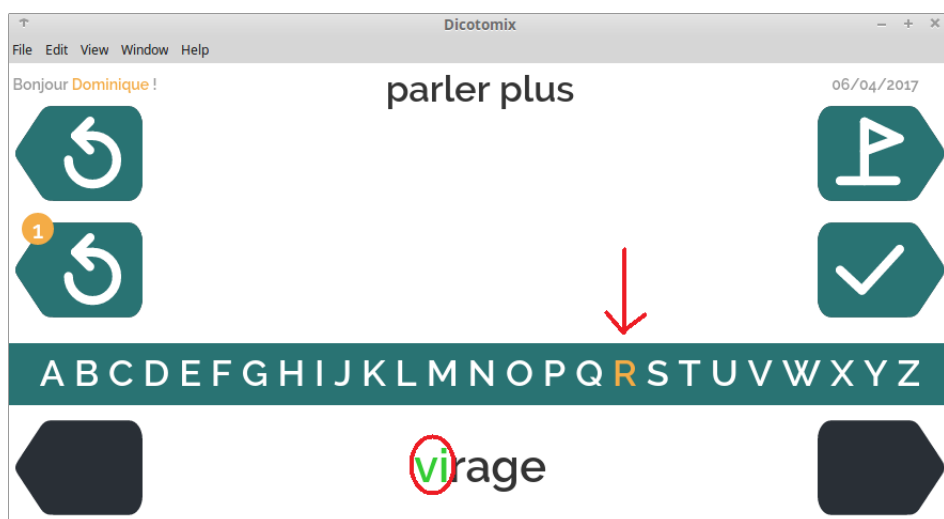 Dicotomix
File Edit View Window Help
Bonjour Dominique !
parler plus
06/04/2017
1
A B C D E F G H I J K L M N O P Q R S T U V W X Y Z
virage